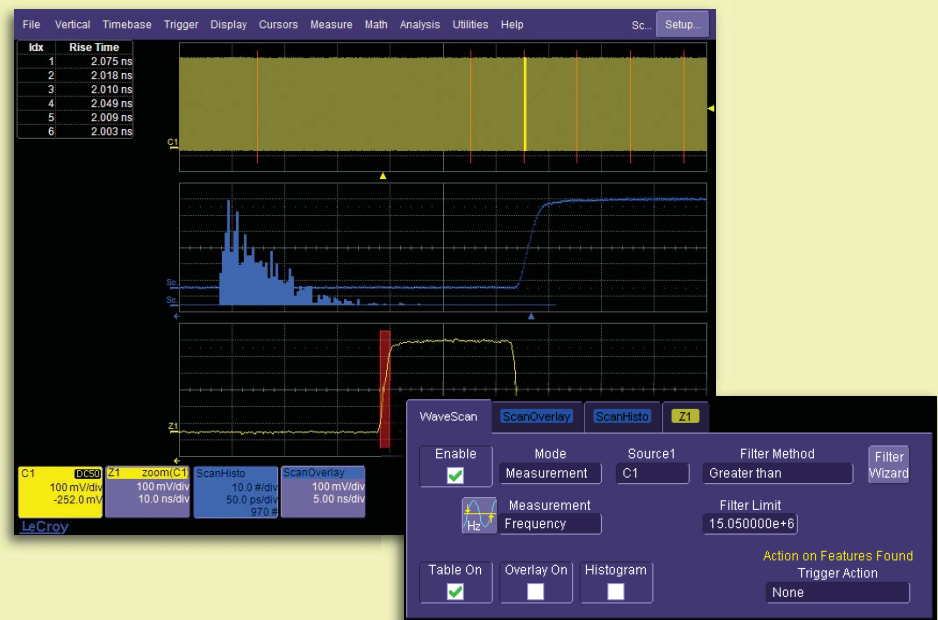 File Vertical Timebase Trigger Display Cursors Measure Math Analysis Utilities Help Sc... Setup...
Idx Rise Time
1 2.075 ns
2 2.018 ns
3 2.010 ns
4 2.049 ns
5 2.009 ns
6 2.003 ns
C1
Sc.
Sc.
Z1
C1 DC50
100 mV/div
-252.0 mV
Z1 zoom(C1)
100 mV/div
10.0 ns/div
ScanHisto
10.0 #/div
50.0 ps/div
970 #
ScanOverlay
100 mV/div
5.00 ns/div
LeCroy
WaveScan ScanOverlay ScanHisto Z1
Enable Mode Source1 Filter Method Filter Wizard
Measurement C1 Greater than
Hz Measurement Filter Limit
Frequency 15.050000e+6
Action on Features Found
Table On Overlay On Histogram Trigger Action
None